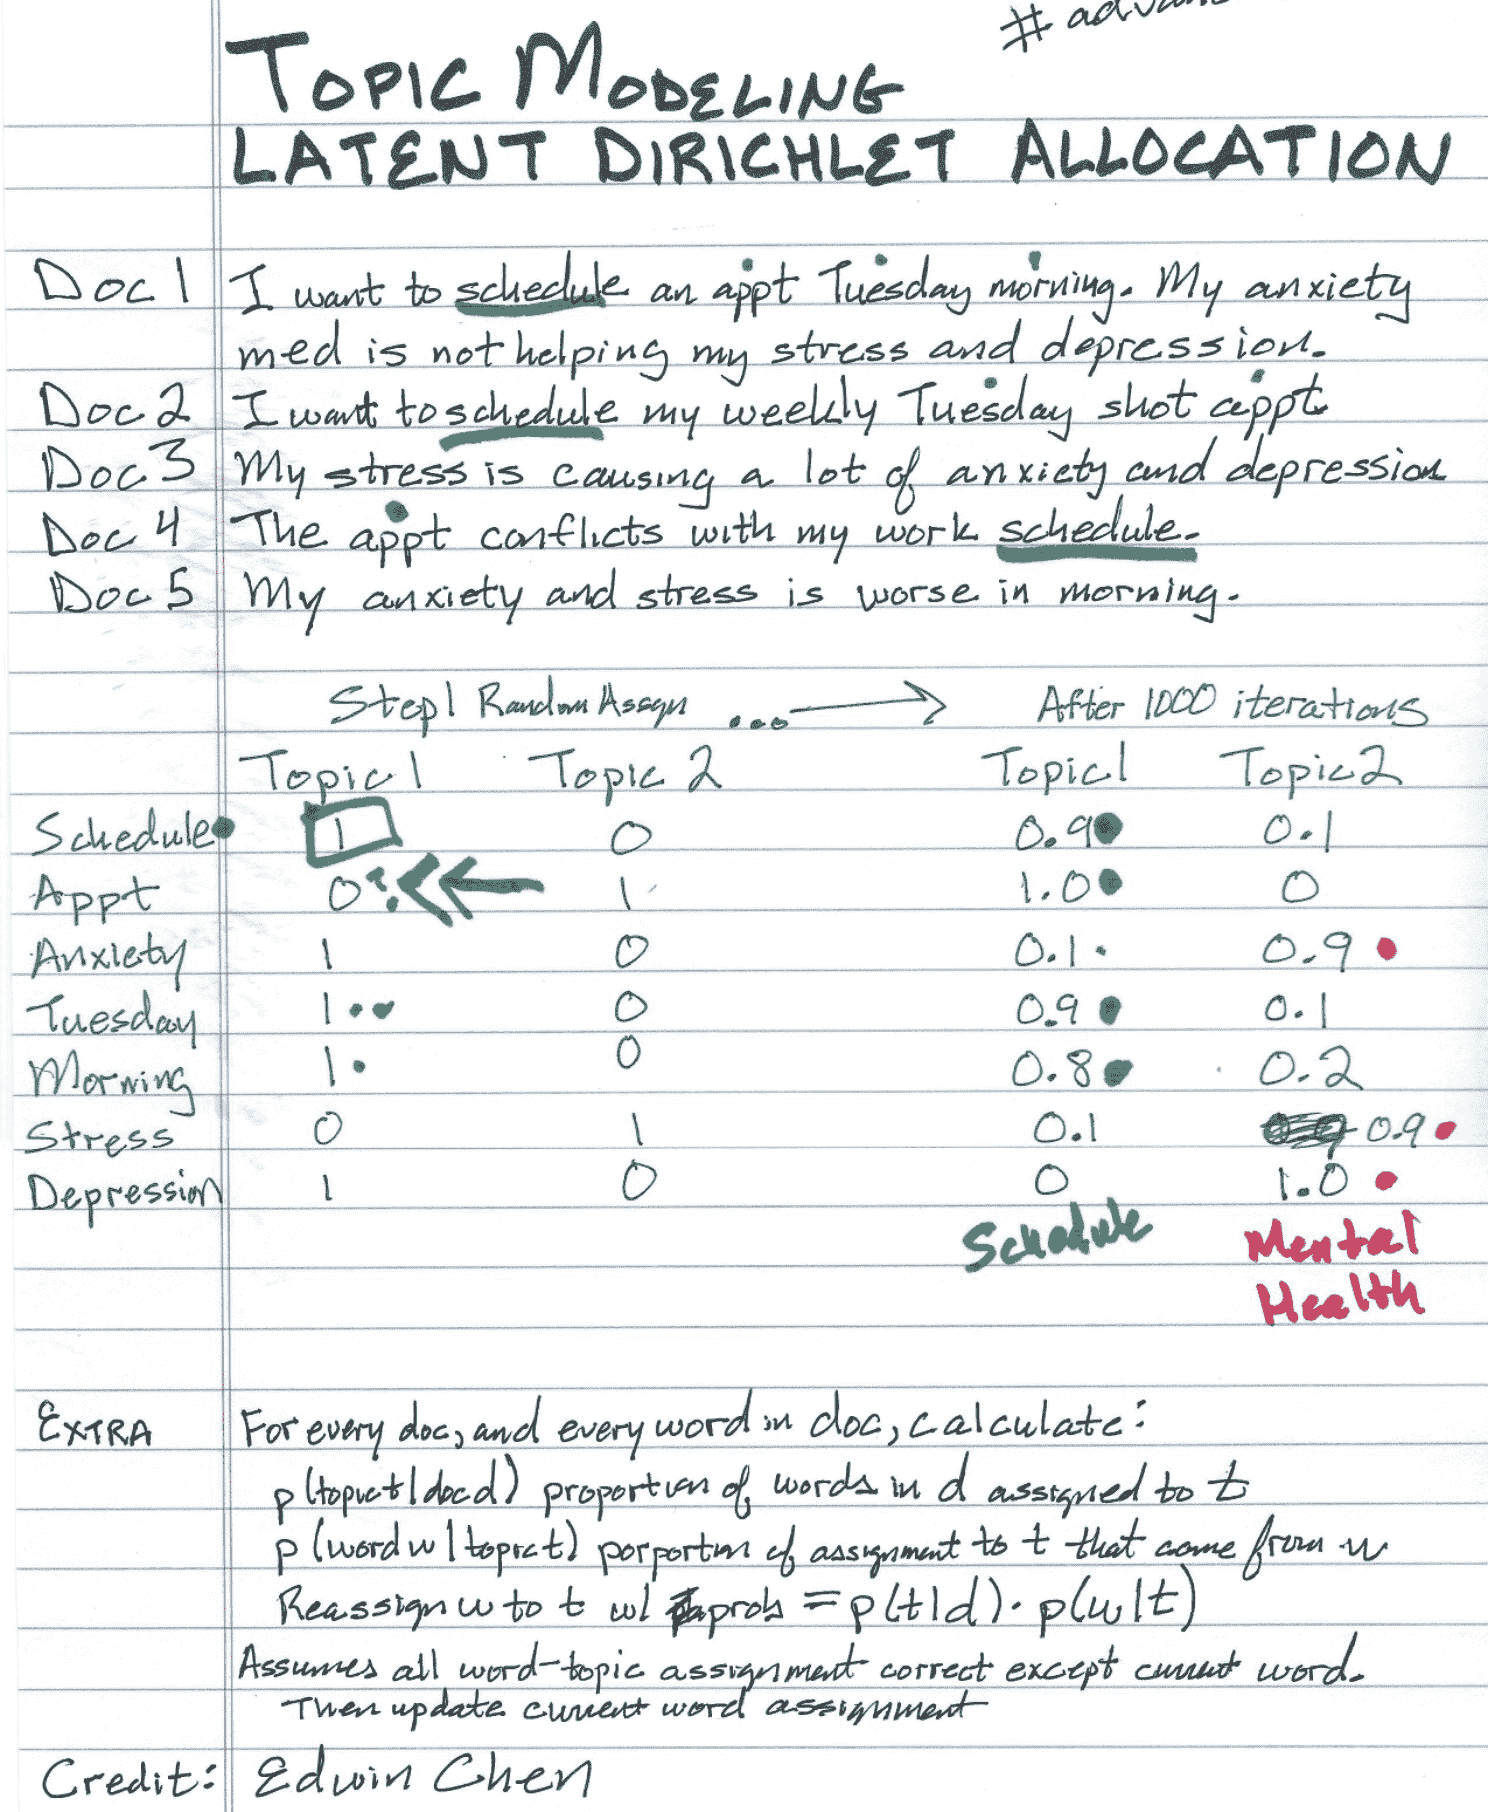 #
TOPIC MODELING
LATENT DIRICHLET ALLOCATION
Doc 1 I want to schedule an appt Tuesday morning. My anxiety
med is not helping my stress and depression.
Doc 2 I want to schedule my weekly Tuesday shot appt
Doc 3 My stress is causing a lot of anxiety and depression
Doc 4 The appt conflicts with my work schedule.
Doc 5 My anxiety and stress is worse in morning.
Step 1 Random Assgn ... → After 1000 iterations
Topic 1 Topic 2 Topic 1 Topic 2
Schedule 1 0 0.9 0.1
Appt 0? 1 1.0 0
Anxiety 1 0 0.1 0.9
Tuesday 1 0 0.9 0.1
Morning 1 0 0.8 0.2
Stress 0 1 0.1 0.9
Depression 1 0 0 1.0
Schedule Mental
Health
EXTRA For every doc, and every word in doc, calculate:
p(topic t | doc d) proportion of words in d assigned to t
p(word w | topic t) porportion of assignment to t that come from w
Reassign w to t w/ prob = p(t|d) · p(w|t)
Assumes all word-topic assignment correct except current word.
Then update current word assignment
Credit: Edwin Chen